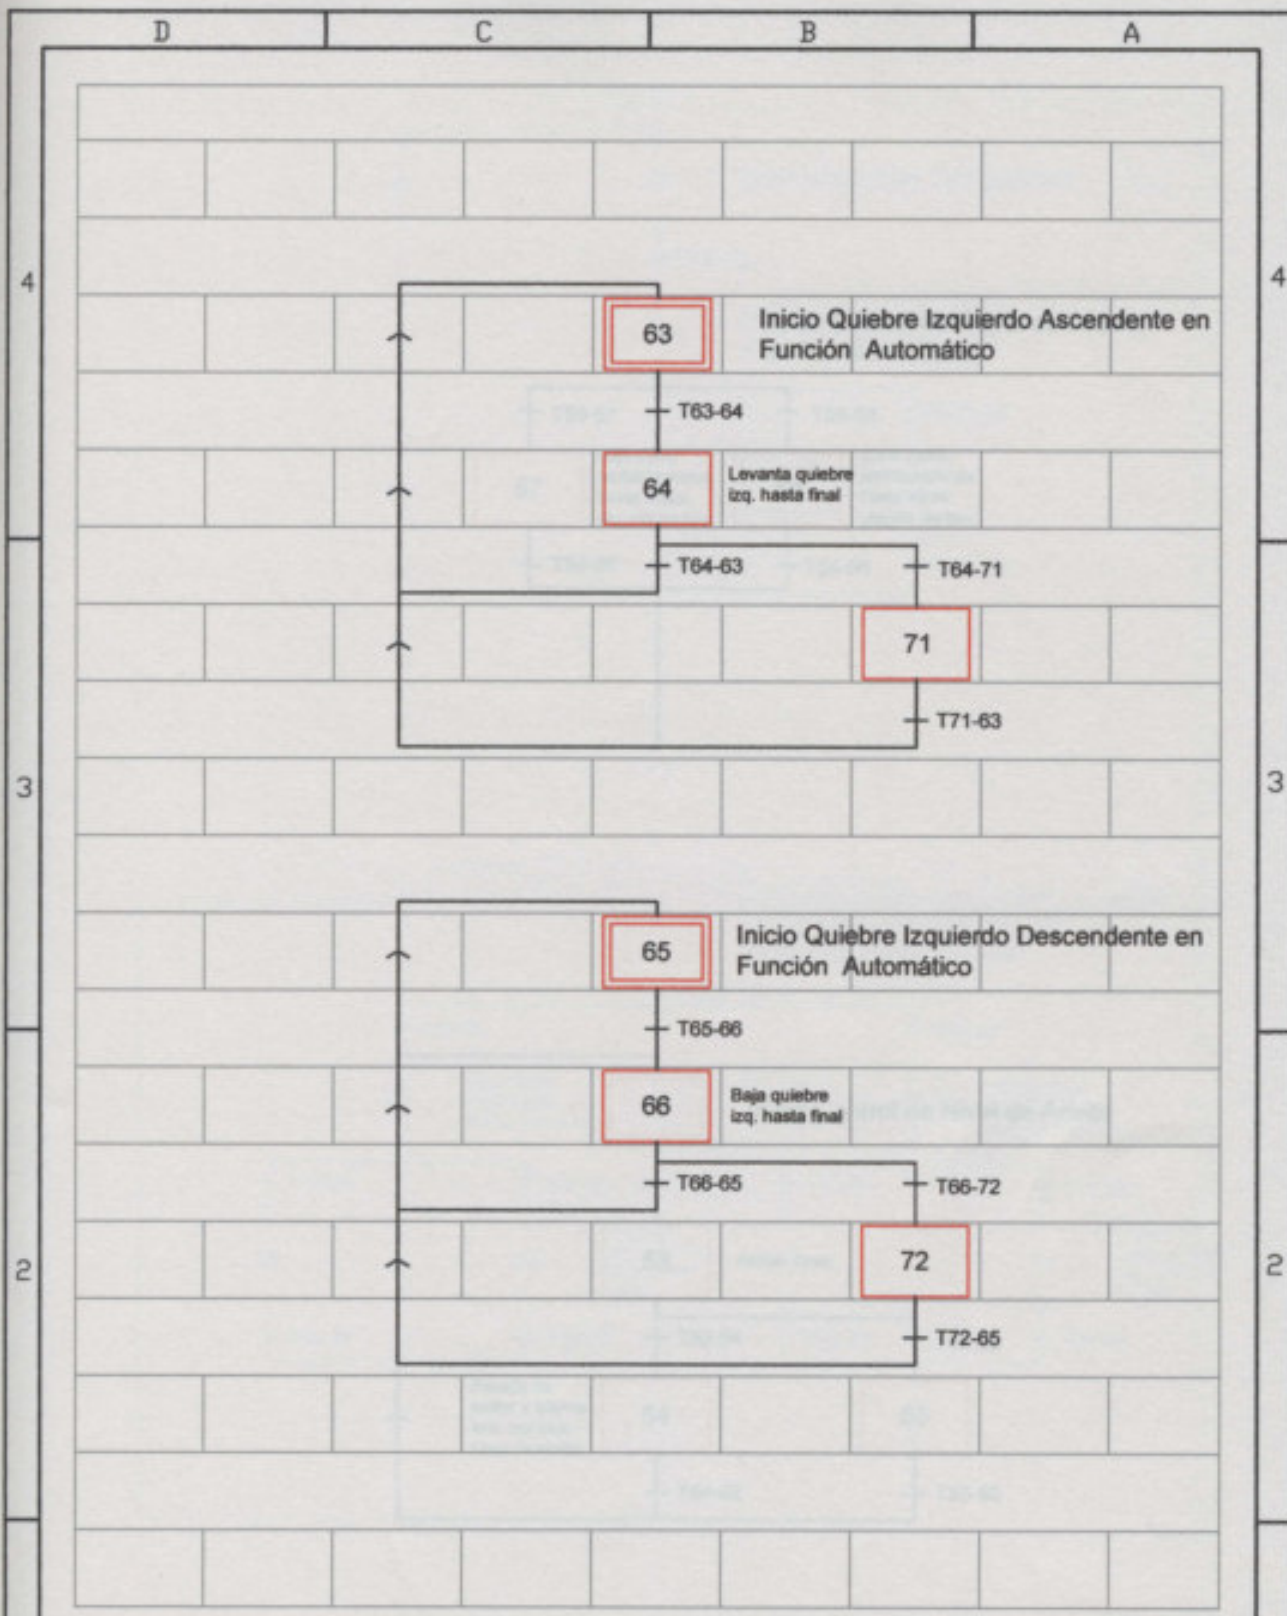 D C B A
4 4
63 Inicio Quiebre Izquierdo Ascendente en
Función Automático
T63-64
64 Levanta quiebre
izq. hasta final
T64-63 T64-71
71
T71-63
3 3
65 Inicio Quiebre Izquierdo Descendente en
Función Automático
T65-66
66 Baja quiebre
izq. hasta final
T66-65 T66-72
2 72 2
T72-65